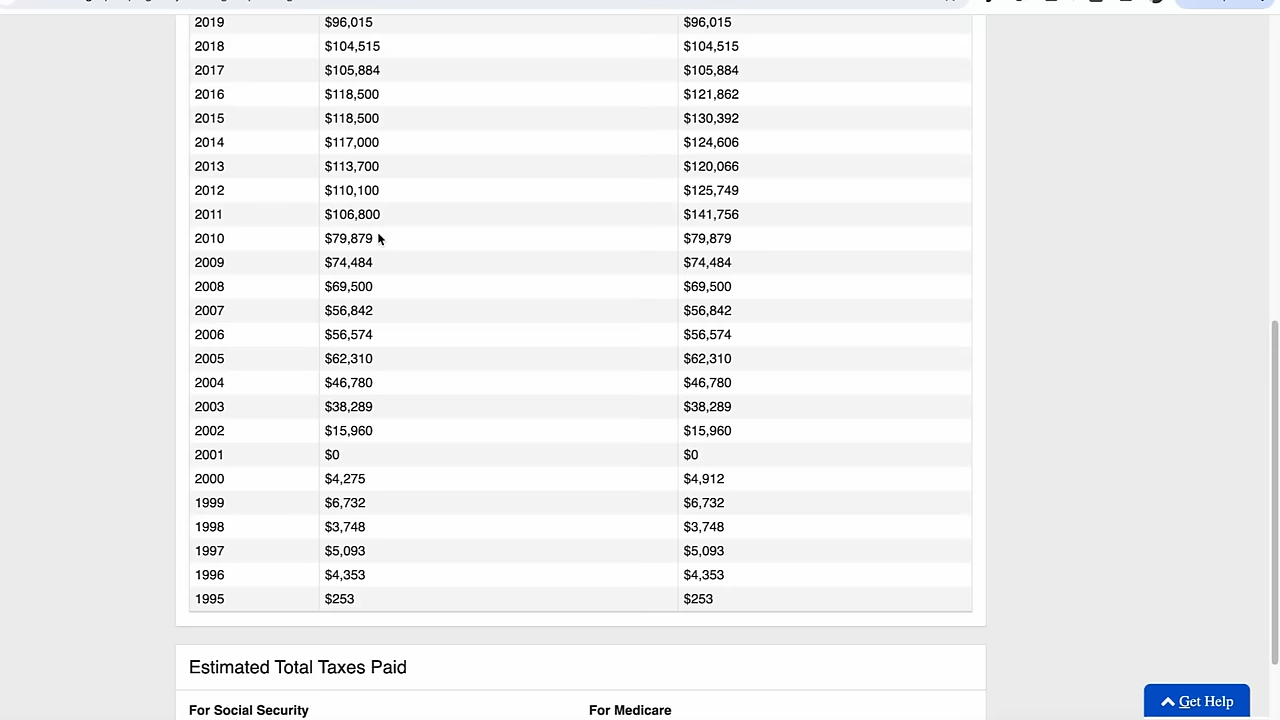 2019 $96,015 $96,015
2018 $104,515 $104,515
2017 $105,884 $105,884
2016 $118,500 $121,862
2015 $118,500 $130,392
2014 $117,000 $124,606
2013 $113,700 $120,066
2012 $110,100 $125,749
2011 $106,800 $141,756
2010 $79,879 $79,879
2009 $74,484 $74,484
2008 $69,500 $69,500
2007 $56,842 $56,842
2006 $56,574 $56,574
2005 $62,310 $62,310
2004 $46,780 $46,780
2003 $38,289 $38,289
2002 $15,960 $15,960
2001 $0 $0
2000 $4,275 $4,912
1999 $6,732 $6,732
1998 $3,748 $3,748
1997 $5,093 $5,093
1996 $4,353 $4,353
1995 $253 $253
Estimated Total Taxes Paid
For Social Security For Medicare
Get Help